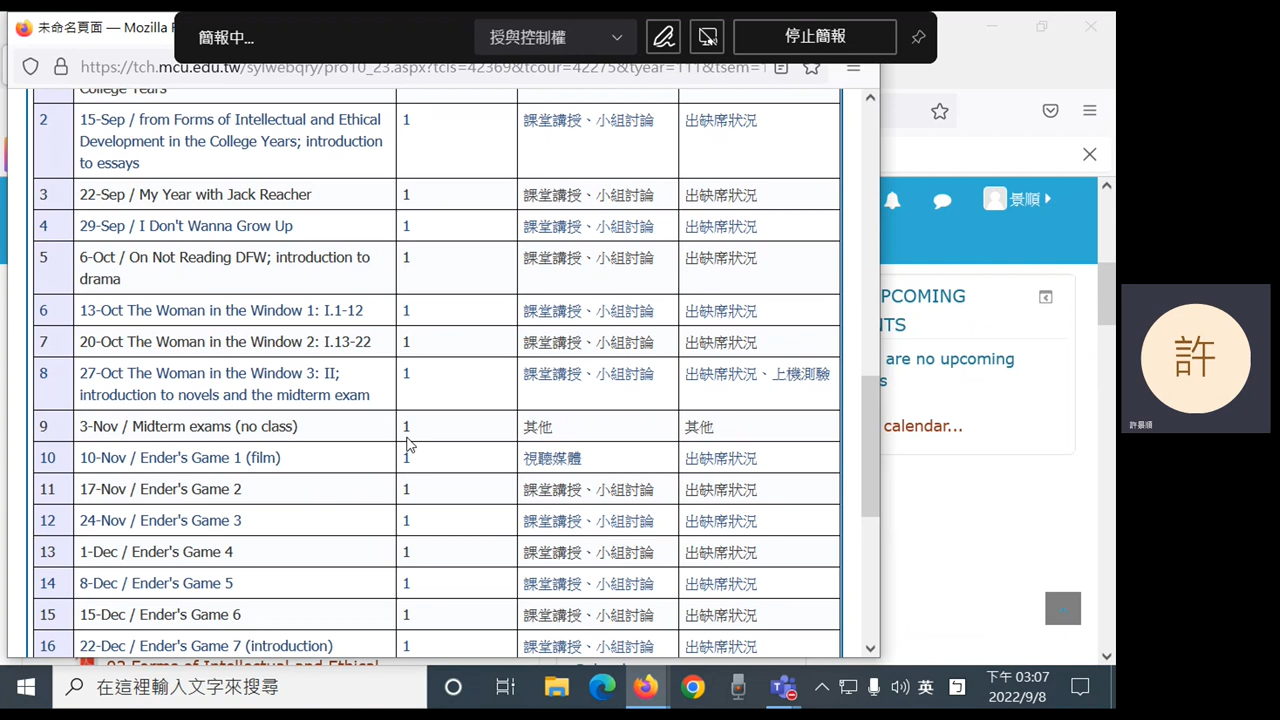 未命名頁面 — Mozilla F
簡報中...
授與控制權
停止簡報
https://tch.mcu.edu.tw/sylwebqry/pro10_23.aspx?tcls=42369&tcour=42275&tyear=111&tsem=1
College Years
2 15-Sep / from Forms of Intellectual and Ethical 1 課堂講授、小組討論 出缺席狀況
Development in the College Years; introduction
to essays
3 22-Sep / My Year with Jack Reacher 1 課堂講授、小組討論 出缺席狀況
4 29-Sep / I Don't Wanna Grow Up 1 課堂講授、小組討論 出缺席狀況
5 6-Oct / On Not Reading DFW; introduction to 1 課堂講授、小組討論 出缺席狀況
drama
6 13-Oct The Woman in the Window 1: I.1-12 1 課堂講授、小組討論 出缺席狀況
7 20-Oct The Woman in the Window 2: I.13-22 1 課堂講授、小組討論 出缺席狀況
8 27-Oct The Woman in the Window 3: II; 1 課堂講授、小組討論 出缺席狀況、上機測驗
introduction to novels and the midterm exam
9 3-Nov / Midterm exams (no class) 1 其他 其他
10 10-Nov / Ender's Game 1 (film) 1 視聽媒體 出缺席狀況
11 17-Nov / Ender's Game 2 1 課堂講授、小組討論 出缺席狀況
12 24-Nov / Ender's Game 3 1 課堂講授、小組討論 出缺席狀況
13 1-Dec / Ender's Game 4 1 課堂講授、小組討論 出缺席狀況
14 8-Dec / Ender's Game 5 1 課堂講授、小組討論 出缺席狀況
15 15-Dec / Ender's Game 6 1 課堂講授、小組討論 出缺席狀況
16 22-Dec / Ender's Game 7 (introduction) 1 課堂講授、小組討論 出缺席狀況
景順
PCOMING
NTS
are no upcoming
s
calendar...
許
許景順
02 Forms of Intellectual and Ethical
在這裡輸入文字來搜尋
英
下午 03:07
2022/9/8